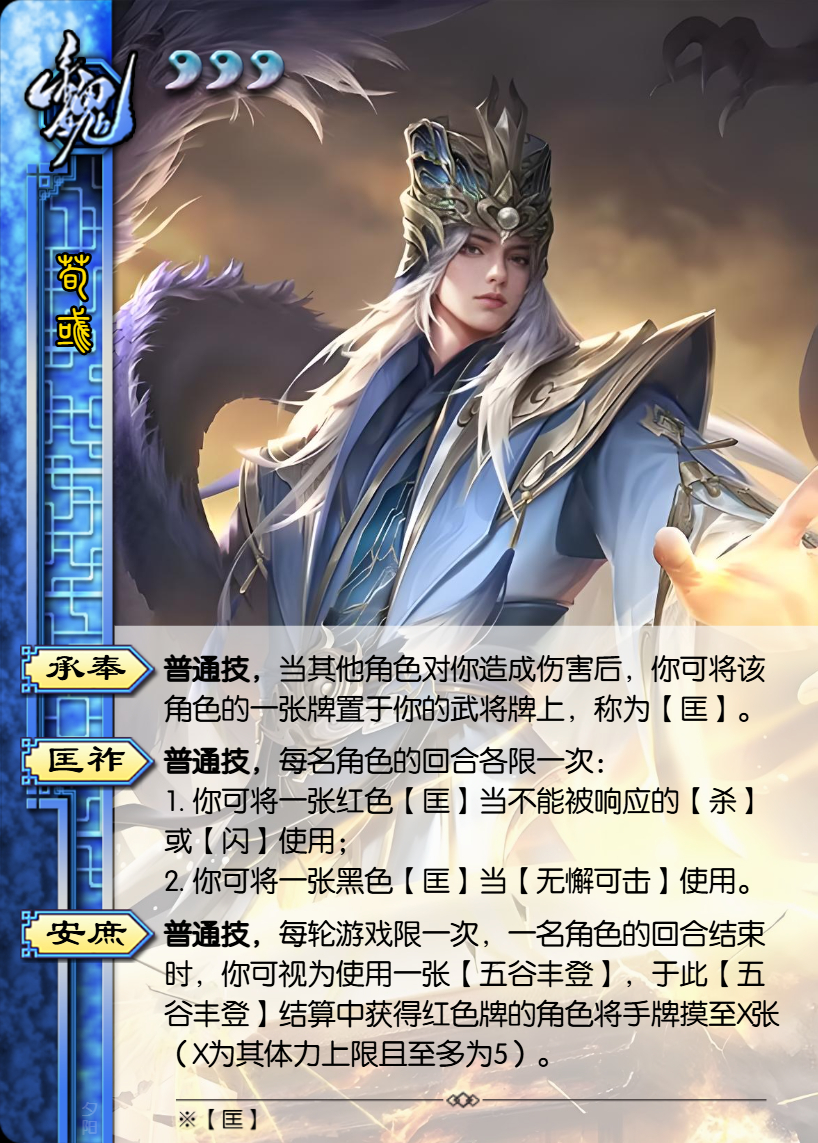 魏
荀彧
承奉
普通技，当其他角色对你造成伤害后，你可将该
角色的一张牌置于你的武将牌上，称为【匡】。
匡祚
普通技，每名角色的回合各限一次：
1. 你可将一张红色【匡】当不能被响应的【杀】
或【闪】使用；
2. 你可将一张黑色【匡】当【无懈可击】使用。
安庶
普通技，每轮游戏限一次，一名角色的回合结束
时，你可视为使用一张【五谷丰登】，于此【五
谷丰登】结算中获得红色牌的角色将手牌摸至X张
（X为其体力上限且至多为5）。
夕阳
※【匡】